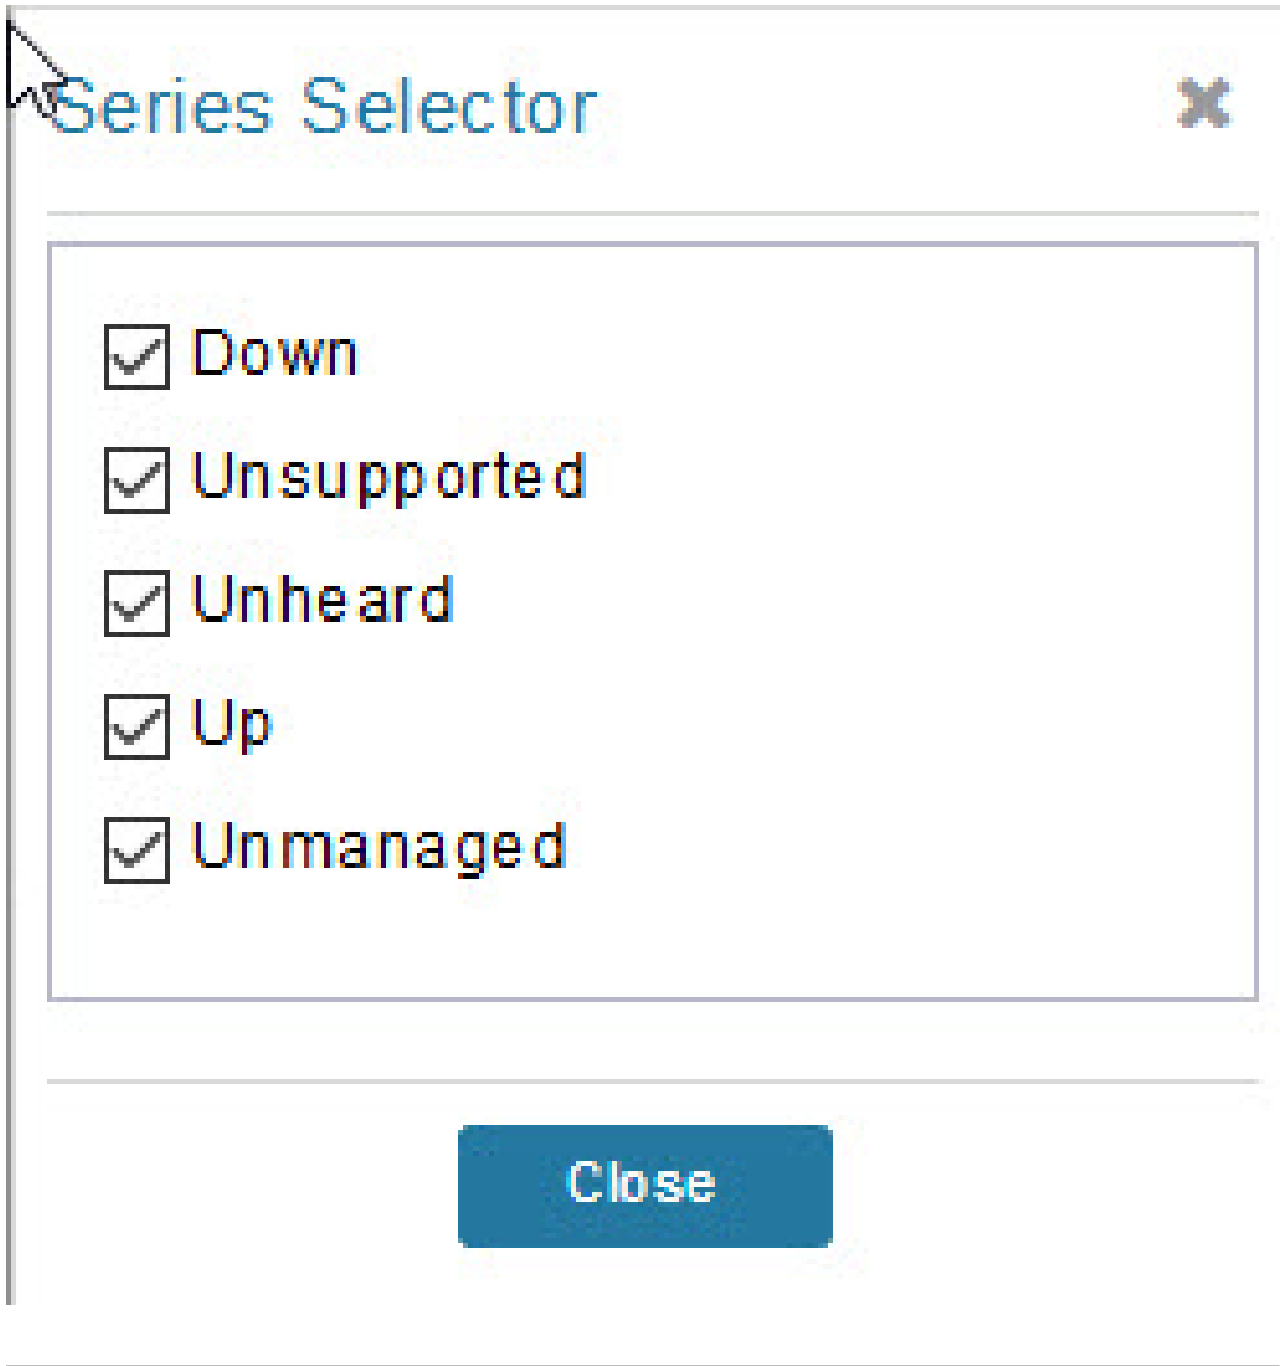 Series Selector
Down
Unsupported
Unheard
Up
Unmanaged
Close